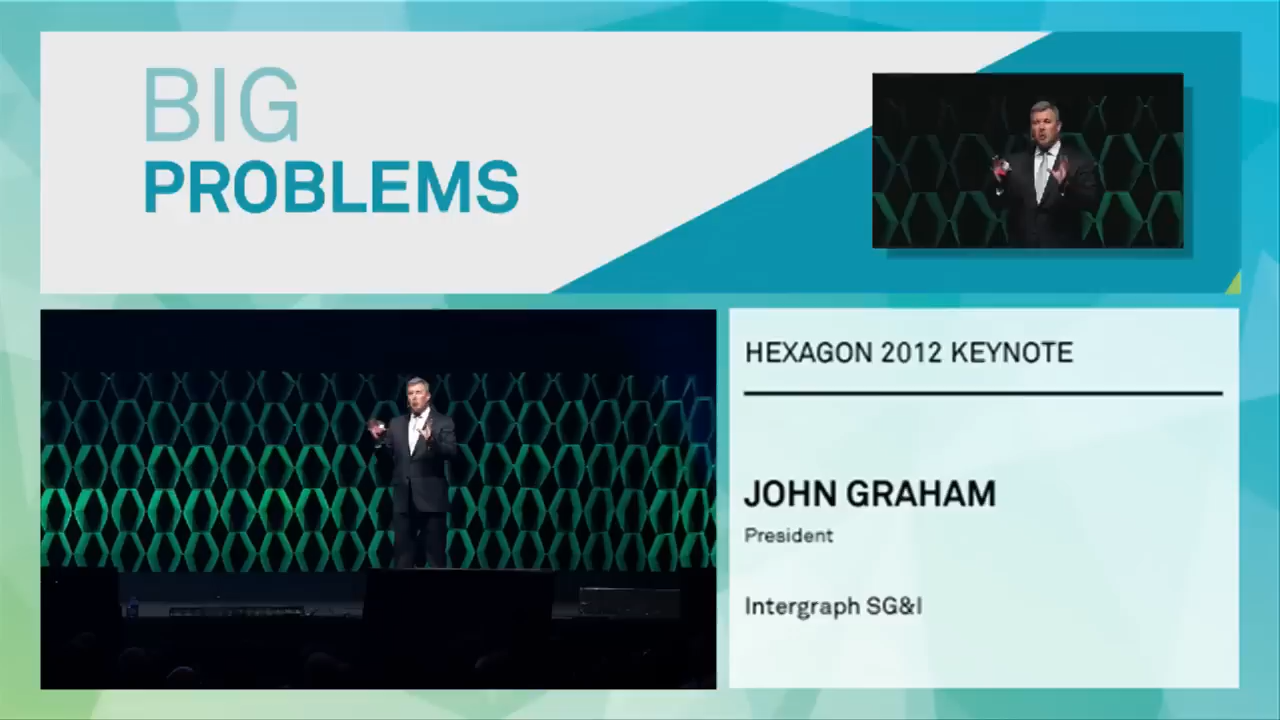 BIG
PROBLEMS
HEXAGON 2012 KEYNOTE
JOHN GRAHAM
President
Intergraph SG&I